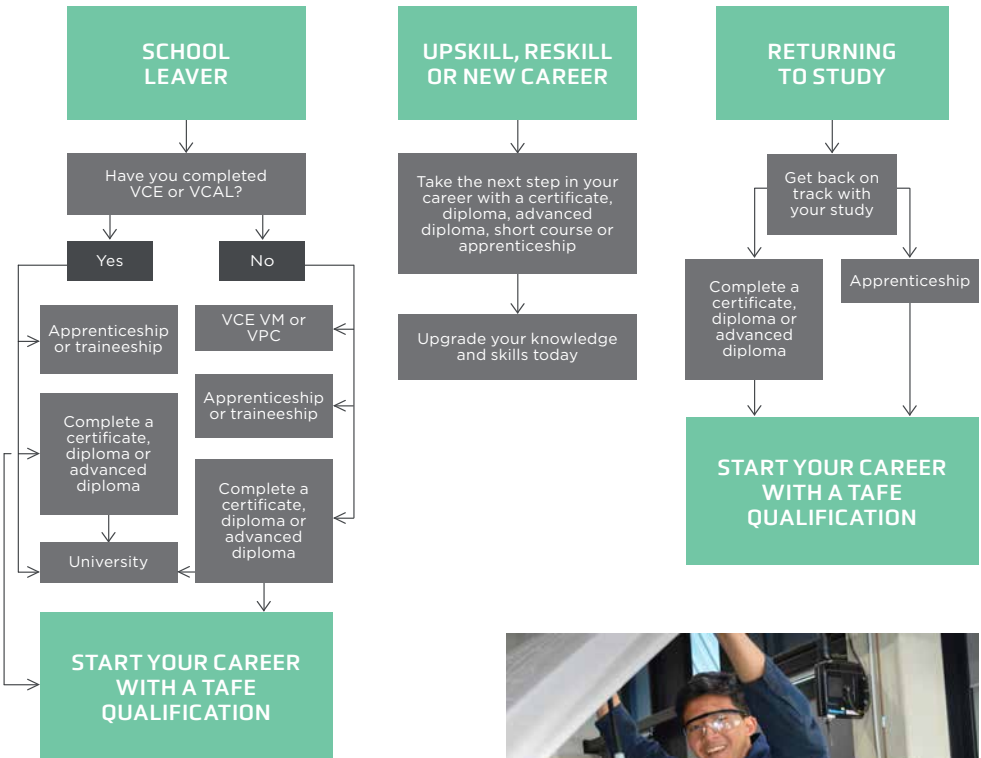 SCHOOL
LEAVER
Have you completed
VCE or VCAL?
Yes
No
Apprenticeship
or traineeship
Complete a
certificate,
diploma or
advanced
diploma
University
VCE VM or
VPC
Apprenticeship
or traineeship
Complete a
certificate,
diploma or
advanced
diploma
START YOUR CAREER
WITH A TAFE
QUALIFICATION
UPSKILL, RESKILL
OR NEW CAREER
Take the next step in your
career with a certificate,
diploma, advanced
diploma, short course or
apprenticeship
Upgrade your knowledge
and skills today
RETURNING
TO STUDY
Get back on
track with
your study
Complete a
certificate,
diploma or
advanced
diploma
Apprenticeship
START YOUR CAREER
WITH A TAFE
QUALIFICATION